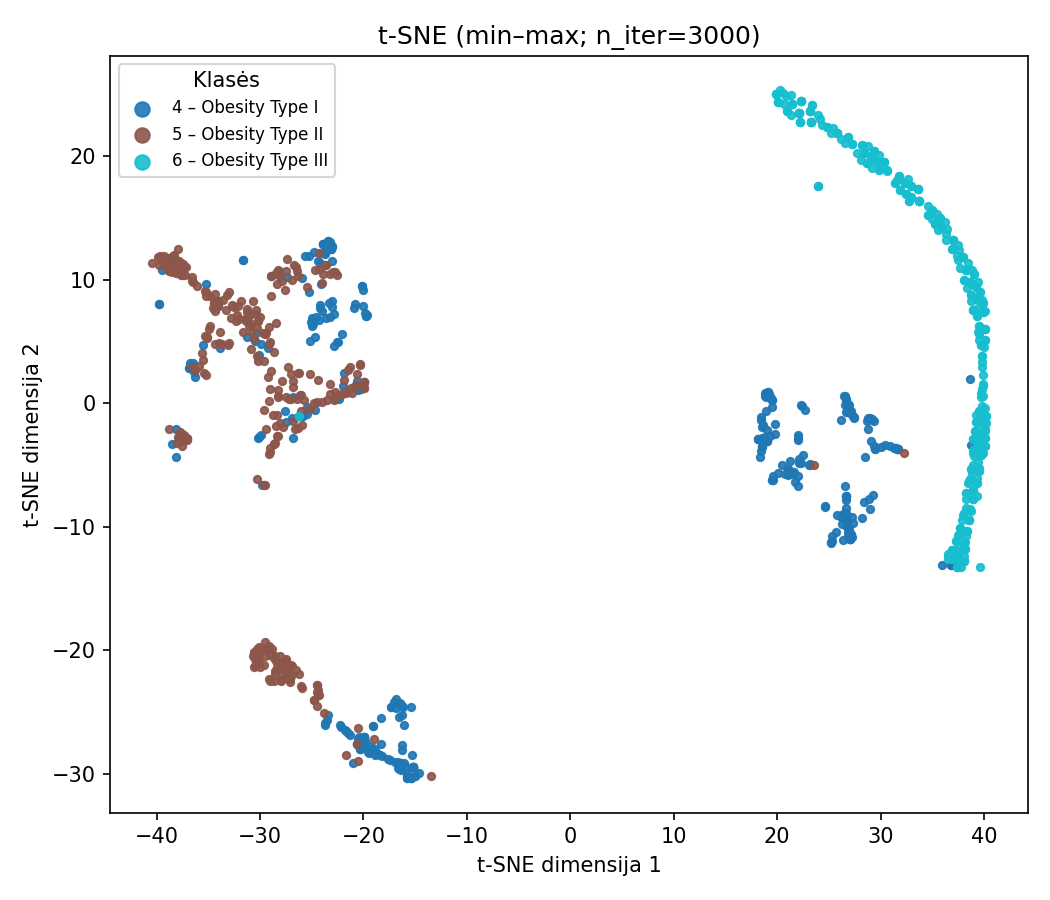 t-SNE (min–max; n_iter=3000)
Klasės
4 – Obesity Type I
5 – Obesity Type II
6 – Obesity Type III
t-SNE dimensija 2
20
10
0
−10
−20
−30
−40
−30
−20
−10
0
10
20
30
40
t-SNE dimensija 1